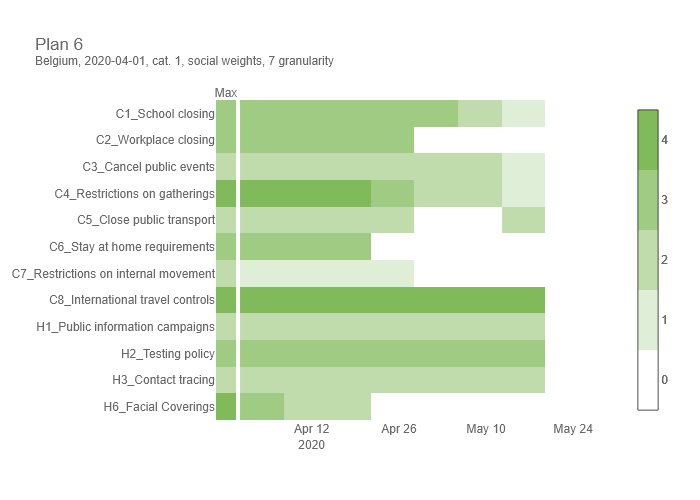 Plan 6
Belgium, 2020-04-01, cat. 1, social weights, 7 granularity
Max
C1_School closing
C2_Workplace closing
C3_Cancel public events
C4_Restrictions on gatherings
C5_Close public transport
C6_Stay at home requirements
C7_Restrictions on internal movement
C8_International travel controls
H1_Public information campaigns
H2_Testing policy
H3_Contact tracing
H6_Facial Coverings
Apr 12
2020
Apr 26
May 10
May 24
4
3
2
1
0